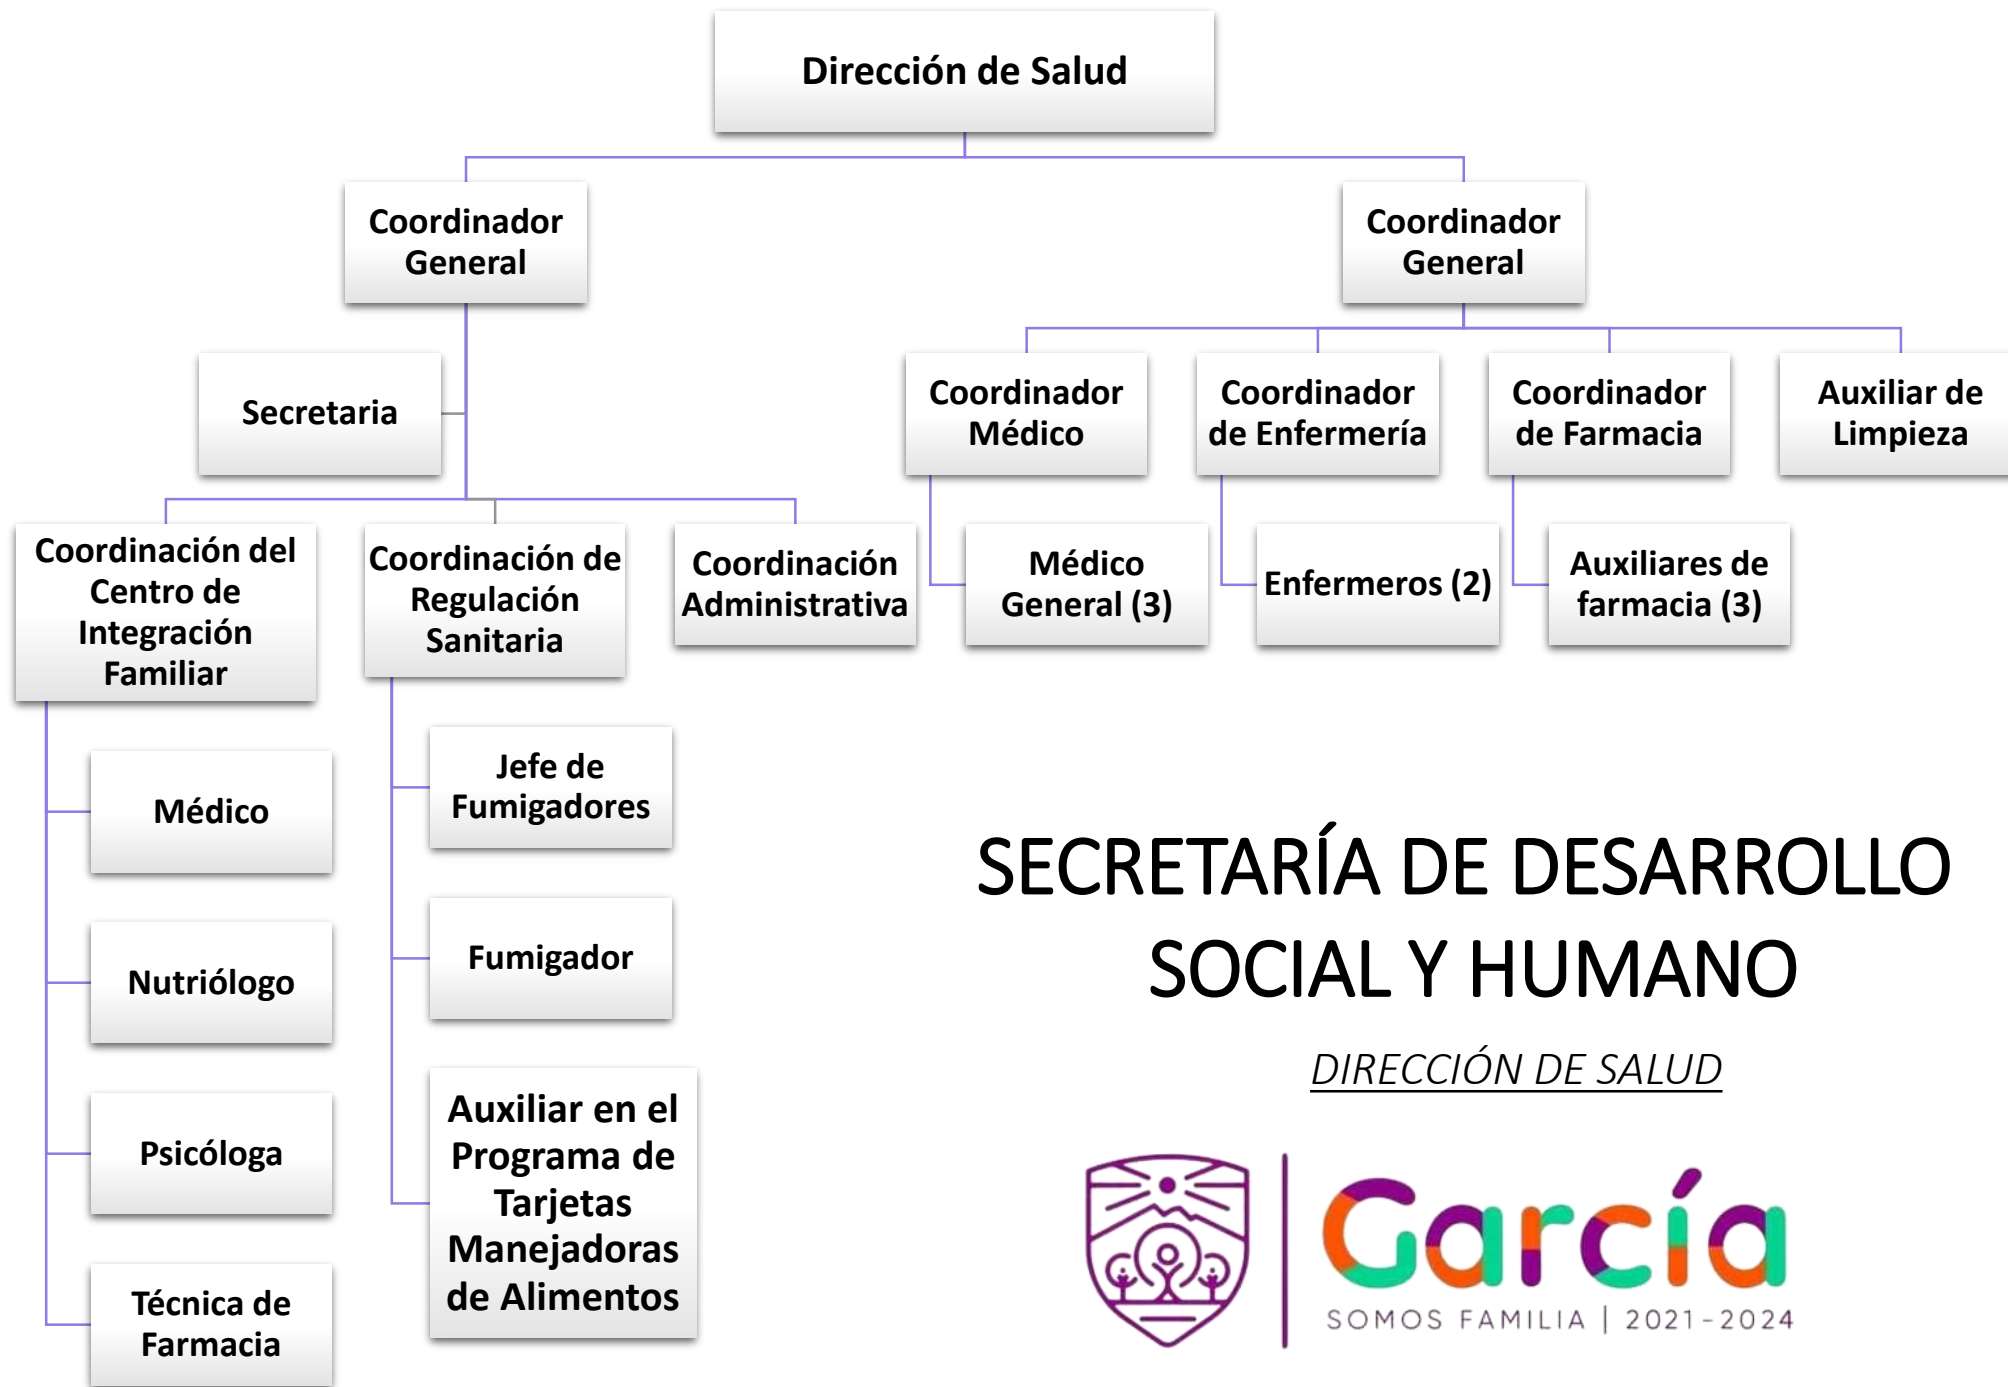 Dirección de Salud
Coordinador
General
Coordinador
General
Secretaria
Coordinador
Médico
Coordinador
de Enfermería
Coordinador
de Farmacia
Auxiliar de
Limpieza
Coordinación del
Centro de
Integración
Familiar
Coordinación de
Regulación
Sanitaria
Coordinación
Administrativa
Médico
General (3)
Enfermeros (2)
Auxiliares de
farmacia (3)
Médico
Nutriólogo
Psicóloga
Técnica de
Farmacia
Jefe de
Fumigadores
Fumigador
Auxiliar en el
Programa de
Tarjetas
Manejadoras
de Alimentos
SECRETARÍA DE DESARROLLO
SOCIAL Y HUMANO
DIRECCIÓN DE SALUD
García
SOMOS FAMILIA | 2021-2024